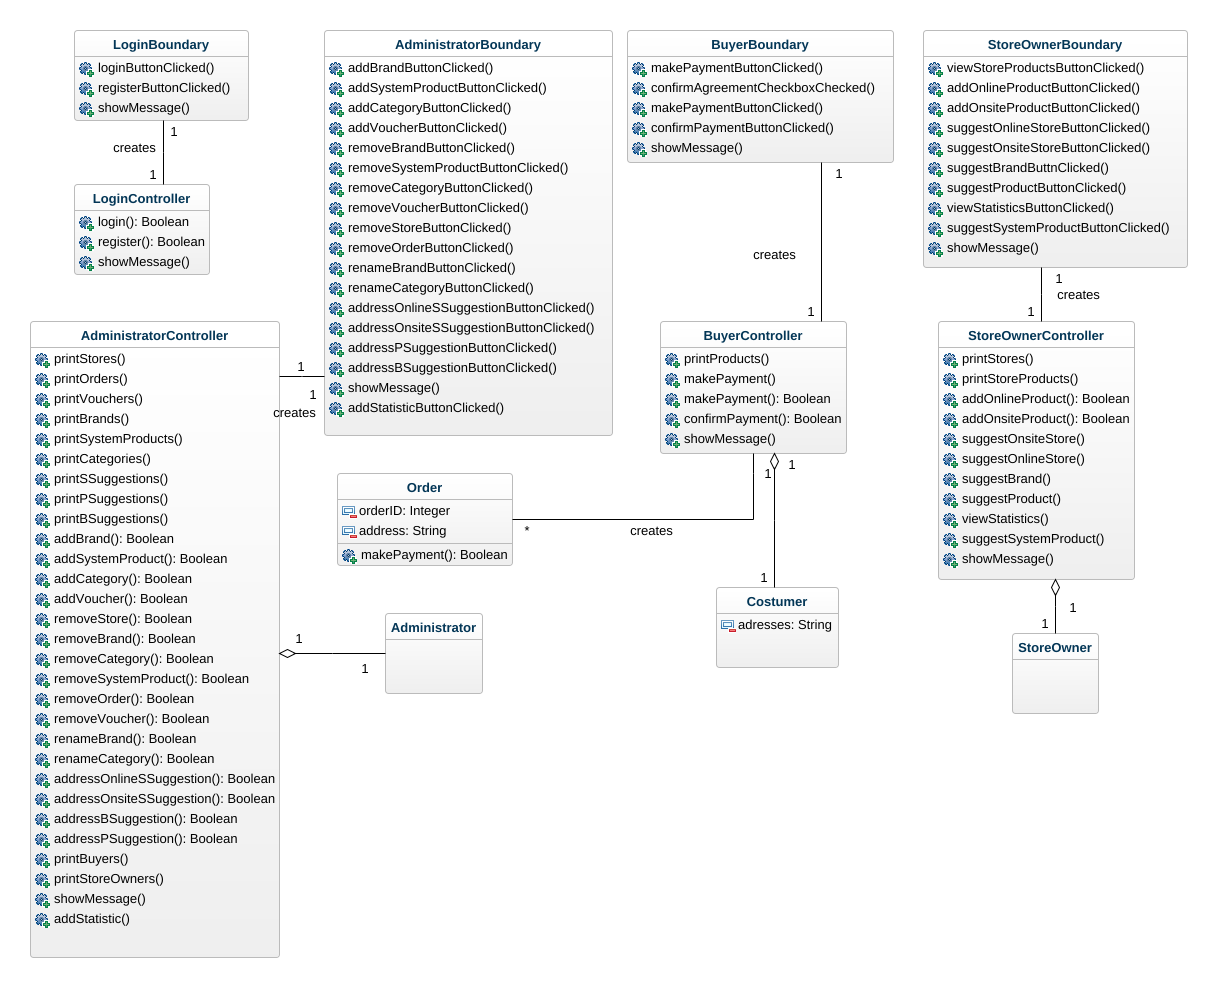 LoginBoundary
loginButtonClicked()
registerButtonClicked()
showMessage()
1
creates
1
LoginController
login(): Boolean
register(): Boolean
showMessage()
AdministratorBoundary
addBrandButtonClicked()
addSystemProductButtonClicked()
addCategoryButtonClicked()
addVoucherButtonClicked()
removeBrandButtonClicked()
removeSystemProductButtonClicked()
removeCategoryButtonClicked()
removeVoucherButtonClicked()
removeStoreButtonClicked()
removeOrderButtonClicked()
renameBrandButtonClicked()
renameCategoryButtonClicked()
addressOnlineSSuggestionButtonClicked()
addressOnsiteSSuggestionButtonClicked()
addressPSuggestionButtonClicked()
addressBSuggestionButtonClicked()
showMessage()
addStatisticButtonClicked()
BuyerBoundary
makePaymentButtonClicked()
confirmAgreementCheckboxChecked()
makePaymentButtonClicked()
confirmPaymentButtonClicked()
showMessage()
1
creates
1
StoreOwnerBoundary
viewStoreProductsButtonClicked()
addOnlineProductButtonClicked()
addOnsiteProductButtonClicked()
suggestOnlineStoreButtonClicked()
suggestOnsiteStoreButtonClicked()
suggestBrandButtnClicked()
suggestProductButtonClicked()
viewStatisticsButtonClicked()
suggestSystemProductButtonClicked()
showMessage()
1
creates
1
AdministratorController
printStores()
printOrders()
printVouchers()
printBrands()
printSystemProducts()
printCategories()
printSSuggestions()
printPSuggestions()
printBSuggestions()
addBrand(): Boolean
addSystemProduct(): Boolean
addCategory(): Boolean
addVoucher(): Boolean
removeStore(): Boolean
removeBrand(): Boolean
removeCategory(): Boolean
removeSystemProduct(): Boolean
removeOrder(): Boolean
removeVoucher(): Boolean
renameBrand(): Boolean
renameCategory(): Boolean
addressOnlineSSuggestion(): Boolean
addressOnsiteSSuggestion(): Boolean
addressBSuggestion(): Boolean
addressPSuggestion(): Boolean
printBuyers()
printStoreOwners()
showMessage()
addStatistic()
1
1
creates
Order
orderID: Integer
address: String
makePayment(): Boolean
*
creates
1
Administrator
1
1
BuyerController
printProducts()
makePayment()
makePayment(): Boolean
confirmPayment(): Boolean
showMessage()
1
1
Costumer
adresses: String
StoreOwnerController
printStores()
printStoreProducts()
addOnlineProduct(): Boolean
addOnsiteProduct(): Boolean
suggestOnsiteStore()
suggestOnlineStore()
suggestBrand()
suggestProduct()
viewStatistics()
suggestSystemProduct()
showMessage()
1
1
StoreOwner